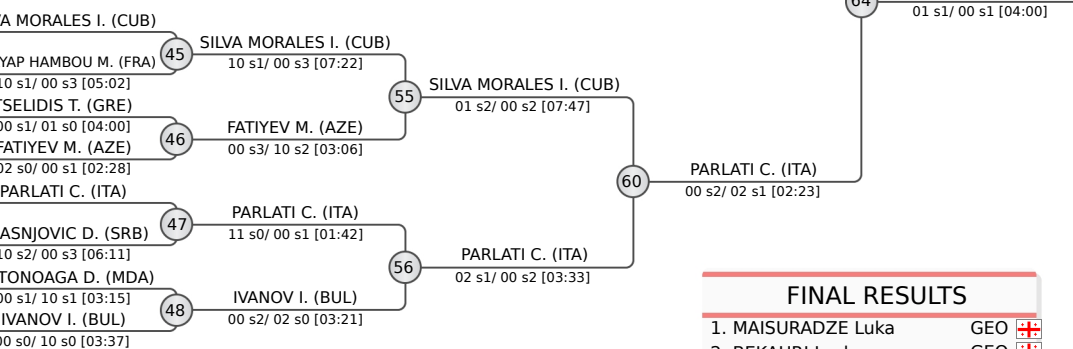 A MORALES I. (CUB)
45
YAP HAMBOU M. (FRA)
10 s1/ 00 s3 [05:02]
SILVA MORALES I. (CUB)
10 s1/ 00 s3 [07:22]
TSELIDIS T. (GRE)
00 s1/ 01 s0 [04:00]
46
FATIYEV M. (AZE)
02 s0/ 00 s1 [02:28]
FATIYEV M. (AZE)
00 s3/ 10 s2 [03:06]
55
SILVA MORALES I. (CUB)
01 s2/ 00 s2 [07:47]
PARLATI C. (ITA)
47
ASNJOVIC D. (SRB)
10 s2/ 00 s3 [06:11]
PARLATI C. (ITA)
11 s0/ 00 s1 [01:42]
TONOAGA D. (MDA)
00 s1/ 10 s1 [03:15]
48
IVANOV I. (BUL)
00 s0/ 10 s0 [03:37]
IVANOV I. (BUL)
00 s2/ 02 s0 [03:21]
56
PARLATI C. (ITA)
02 s1/ 00 s2 [03:33]
60
PARLATI C. (ITA)
00 s2/ 02 s1 [02:23]
64
01 s1/ 00 s1 [04:00]
FINAL RESULTS
1. MAISURADZE Luka GEO